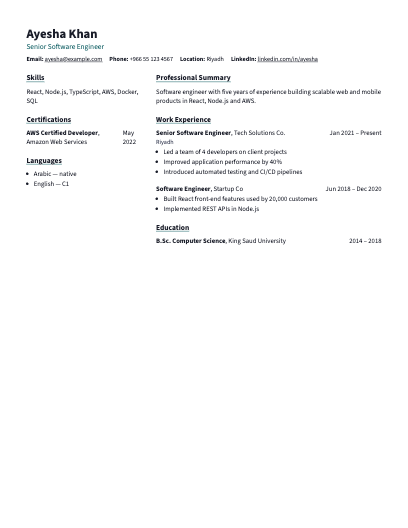 Ayesha Khan
Senior Software Engineer
Email: ayesha@example.com Phone: +966 55 123 4567 Location: Riyadh LinkedIn: linkedin.com/in/ayesha
Skills
React, Node.js, TypeScript, AWS, Docker,
SQL
Certifications
AWS Certified Developer, May
Amazon Web Services 2022
Languages
• Arabic — native
• English — C1
Professional Summary
Software engineer with five years of experience building scalable web and mobile
products in React, Node.js and AWS.
Work Experience
Senior Software Engineer, Tech Solutions Co. Jan 2021 – Present
Riyadh
• Led a team of 4 developers on client projects
• Improved application performance by 40%
• Introduced automated testing and CI/CD pipelines
Software Engineer, Startup Co Jun 2018 – Dec 2020
• Built React front-end features used by 20,000 customers
• Implemented REST APIs in Node.js
Education
B.Sc. Computer Science, King Saud University 2014 – 2018